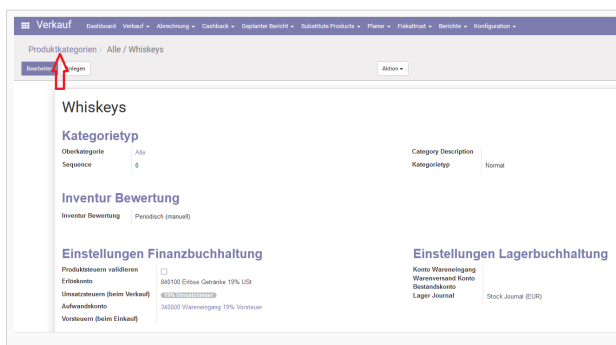 Verkauf Dashboard Verkauf Abrechnung Cashback Geplanter Bericht Substitute Products Planer Fiskaltrust Berichte Konfiguration
Produktkategorien / Alle / Whiskeys
Bearbeiten Anlegen Aktion
Whiskeys
Kategorietyp
Oberkategorie Alle Category Description
Sequence 0 Kategorietyp Normal
Inventur Bewertung
Inventur Bewertung Periodisch (manuell)
Einstellungen Finanzbuchhaltung Einstellungen Lagerbuchhaltung
Produktsteuern validieren Konto Wareneingang
Erlöskonto 840100 Erlöse Getränke 19% USt Warenversand Konto
Bestandskonto
Umsatzsteuern (beim Verkauf) 19% Umsatzsteuer Lager Journal Stock Journal (EUR)
Aufwandskonto 340000 Wareneingang 19% Vorsteuer
Vorsteuern (beim Einkauf)